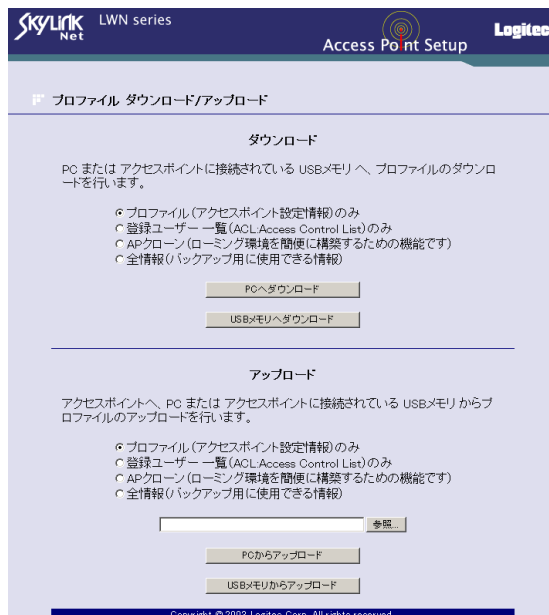 SKYLINK Net
LWN series
Access Point Setup
Logitec
プロファイル ダウンロード/アップロード
ダウンロード
PC または アクセスポイントに接続されている USBメモリ へ、プロファイルのダウンロ
ードを行います。
プロファイル(アクセスポイント設定情報)のみ
登録ユーザー 一覧(ACL:Access Control List)のみ
APクローン(ローミング環境を簡便に構築するための機能です)
全情報(バックアップ用に使用できる情報)
PCへダウンロード
USBメモリへダウンロード
アップロード
アクセスポイントへ、PC または アクセスポイントに接続されている USBメモリ からプ
ロファイルのアップロードを行います。
プロファイル(アクセスポイント設定情報)のみ
登録ユーザー 一覧(ACL:Access Control List)のみ
APクローン(ローミング環境を簡便に構築するための機能です)
全情報(バックアップ用に使用できる情報)
参照...
PCからアップロード
USBメモリからアップロード
Copyright © 2003 Logitec Corp. All rights reserved.